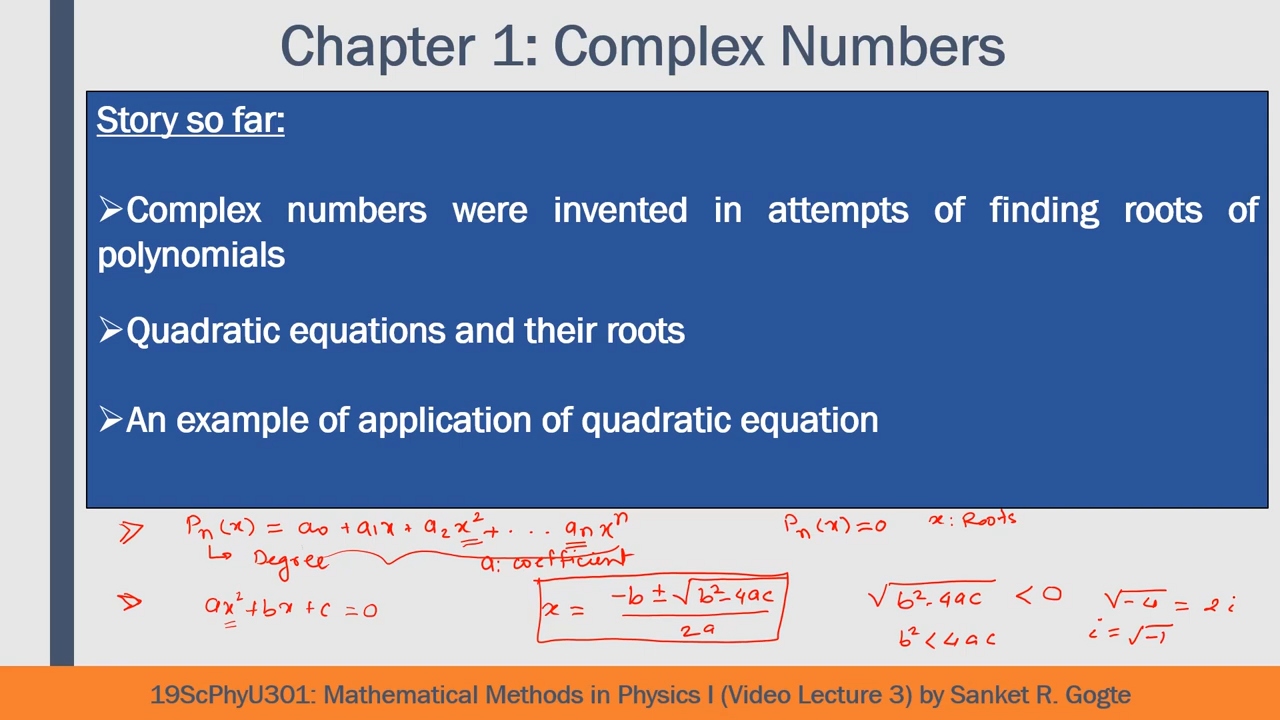 Chapter 1: Complex Numbers
Story so far:
➢Complex numbers were invented in attempts of finding roots of
polynomials
➢Quadratic equations and their roots
➢An example of application of quadratic equation
Pn(x) = a0 + a1x + a2x² + . . . anxⁿ Pn(x)=0 x: Roots
↳ Degree a: coefficient
ax²+bx+c=0 x = (-b ± √(b²-4ac))/2a √(b²-4ac) < 0 √-4 = 2i
b² < 4ac i = √-1
19ScPhyU301: Mathematical Methods in Physics I (Video Lecture 3) by Sanket R. Gogte